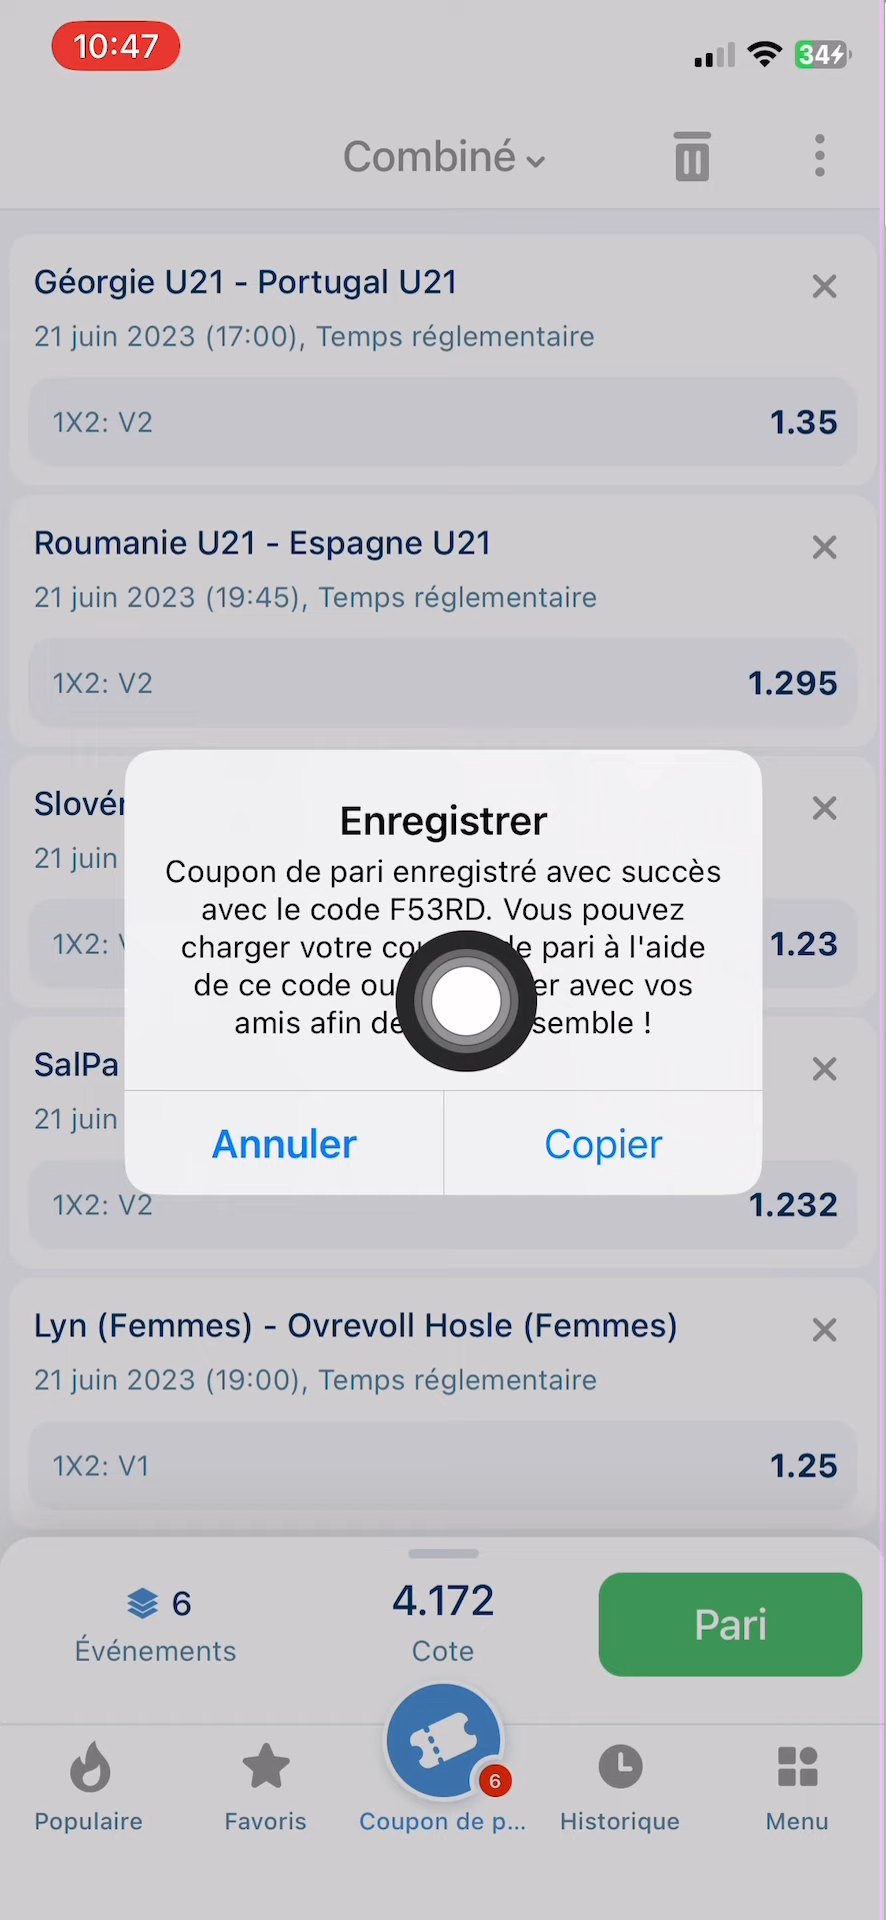 10:47
34
Combiné
Géorgie U21 - Portugal U21
21 juin 2023 (17:00), Temps réglementaire
1X2: V2
1.35
Roumanie U21 - Espagne U21
21 juin 2023 (19:45), Temps réglementaire
1X2: V2
1.295
21 juin
1X2:
1.23
SalPa
21 juin
1X2: V2
1.232
Enregistrer
Coupon de pari enregistré avec succès
avec le code F53RD. Vous pouvez
charger votre pari à l'aide
de ce code ou avec vos
amis afin !
Annuler
Copier
Lyn (Femmes) - Ovrevoll Hosle (Femmes)
21 juin 2023 (19:00), Temps réglementaire
1X2: V1
1.25
6
Événements
4.172
Cote
Pari
6
Populaire
Favoris
Coupon de p...
Historique
Menu